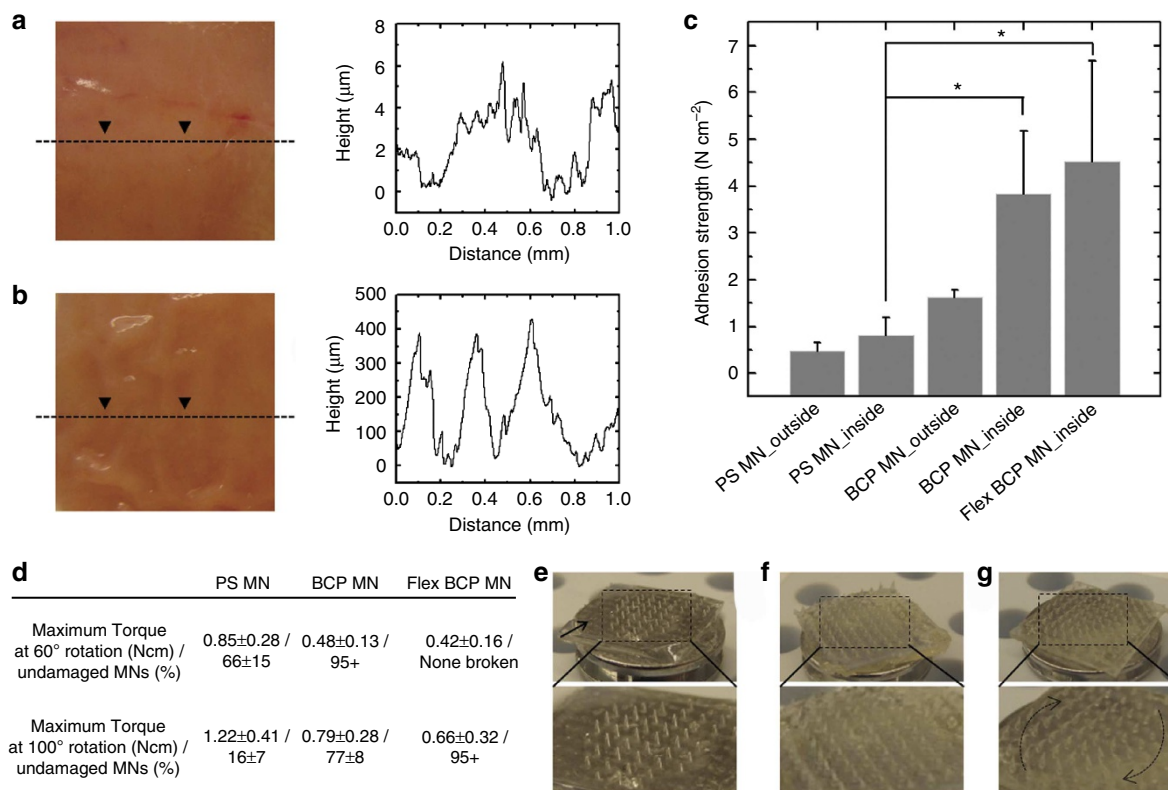 a
Height (μm)
8
6
4
2
0
0.0 0.2 0.4 0.6 0.8 1.0
Distance (mm)
b
Height (μm)
500
400
300
200
100
0
0.0 0.2 0.4 0.6 0.8 1.0
Distance (mm)
c
Adhesion strength (N cm⁻²)
7
6
5
4
3
2
1
0
*
*
PS MN_outside
PS MN_inside
BCP MN_outside
BCP MN_inside
Flex BCP MN_inside
d
PS MN BCP MN Flex BCP MN
Maximum Torque
at 60° rotation (Ncm) /
undamaged MNs (%)
0.85±0.28 /
66±15
0.48±0.13 /
95+
0.42±0.16 /
None broken
Maximum Torque
at 100° rotation (Ncm) /
undamaged MNs (%)
1.22±0.41 /
16±7
0.79±0.28 /
77±8
0.66±0.32 /
95+
e
f
g